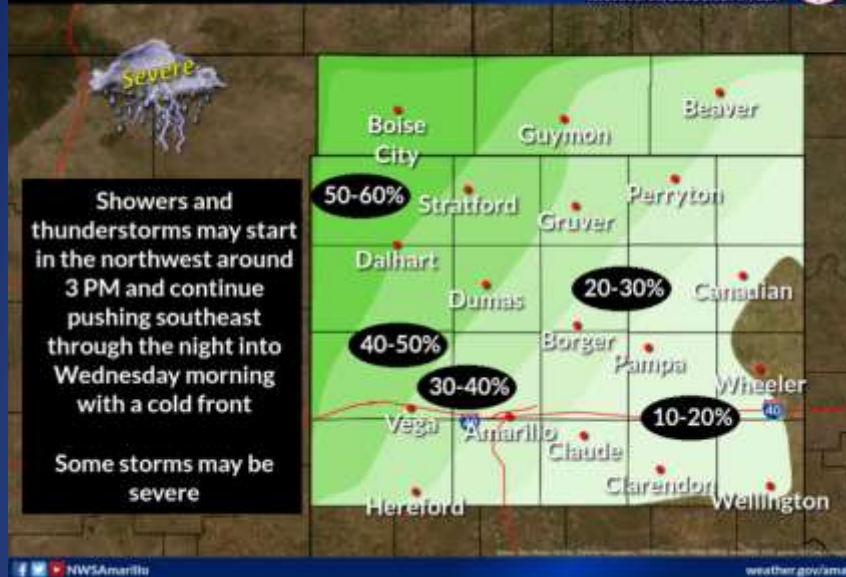 Severe
Boise
City
Guymon
Beaver
Showers and
thunderstorms may start
in the northwest around
3 PM and continue
pushing southeast
through the night into
Wednesday morning
with a cold front
Some storms may be
severe
50-60%
Stratford
Gruver
Perryton
Dalhart
Dumas
20-30%
Canadian
40-50%
Borger
Pampa
30-40%
Wheeler
Vega
Amarillo
10-20%
40
Claude
Hereford
Clarendon
Wellington
NWSAmarillo
weather.gov/ama